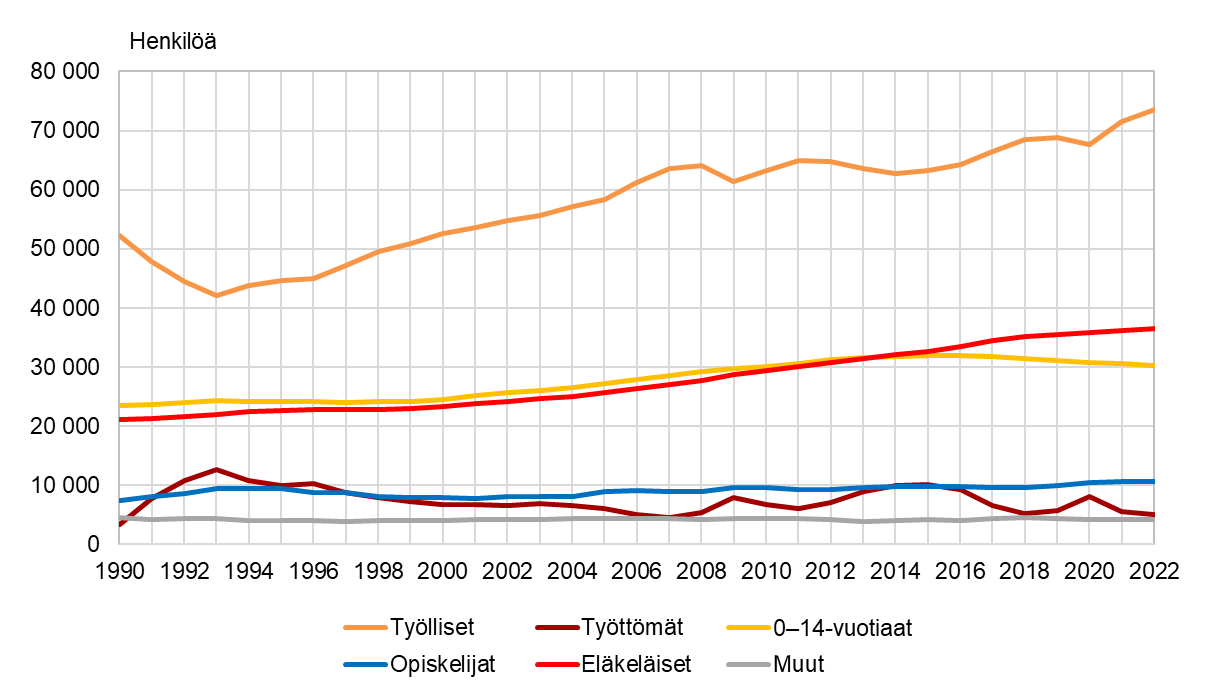 Henkilöä
80 000
70 000
60 000
50 000
40 000
30 000
20 000
10 000
0
1990 1992 1994 1996 1998 2000 2002 2004 2006 2008 2010 2012 2014 2016 2018 2020 2022
Työlliset Työttömät 0–14-vuotiaat
Opiskelijat Eläkeläiset Muut